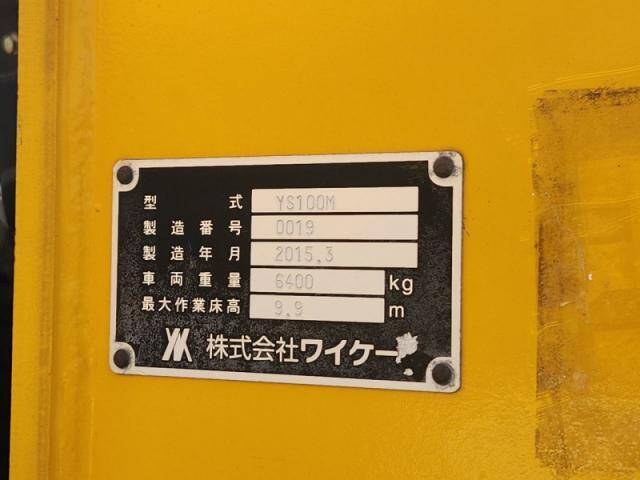 型式 YS100M
製造番号 0019
製造年月 2015.3
車両重量 6400 kg
最大作業床高 9.9 m
YK 株式会社ワイケー